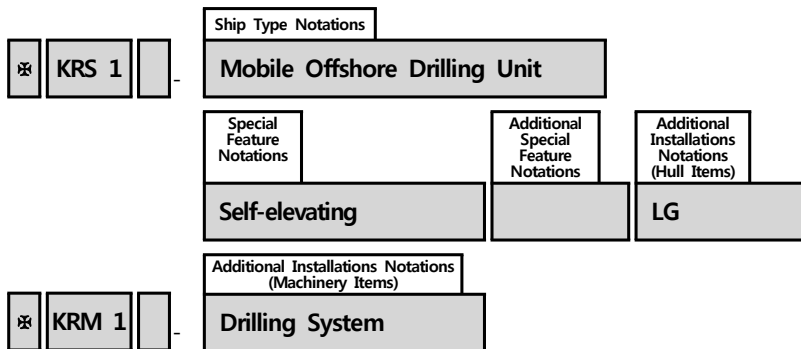 Ship Type Notations
✠ KRS 1 - Mobile Offshore Drilling Unit
Special
Feature
Notations
Additional
Special
Feature
Notations
Additional
Installations
Notations
(Hull Items)
Self-elevating LG
Additional Installations Notations
(Machinery Items)
✠ KRM 1 - Drilling System